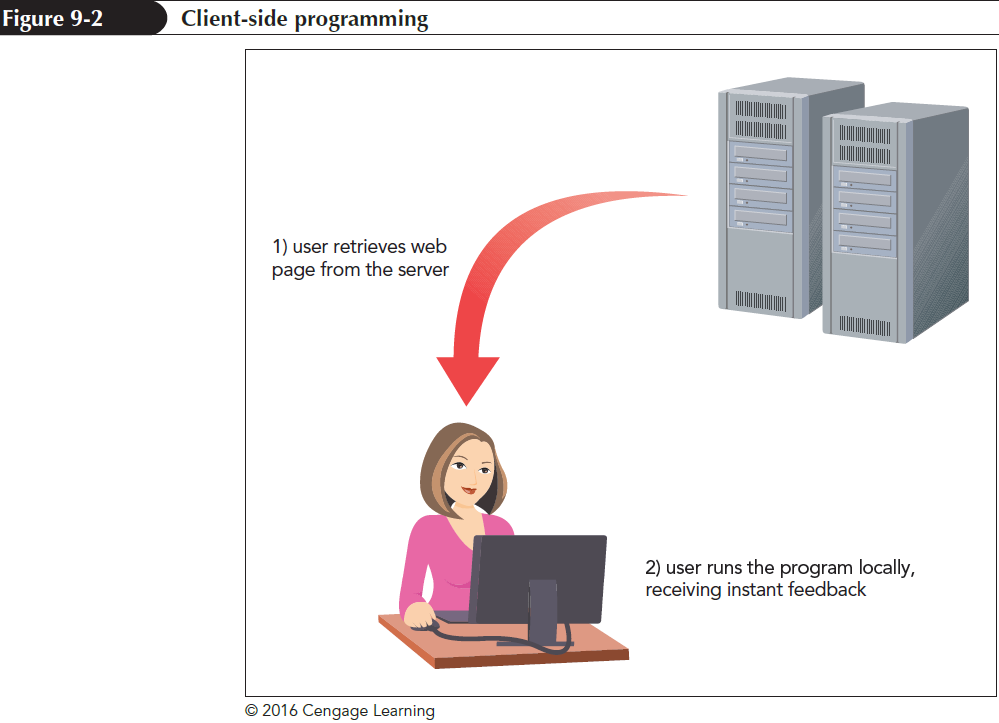 Figure 9-2
Client-side programming
1) user retrieves web
page from the server
2) user runs the program locally,
receiving instant feedback
© 2016 Cengage Learning